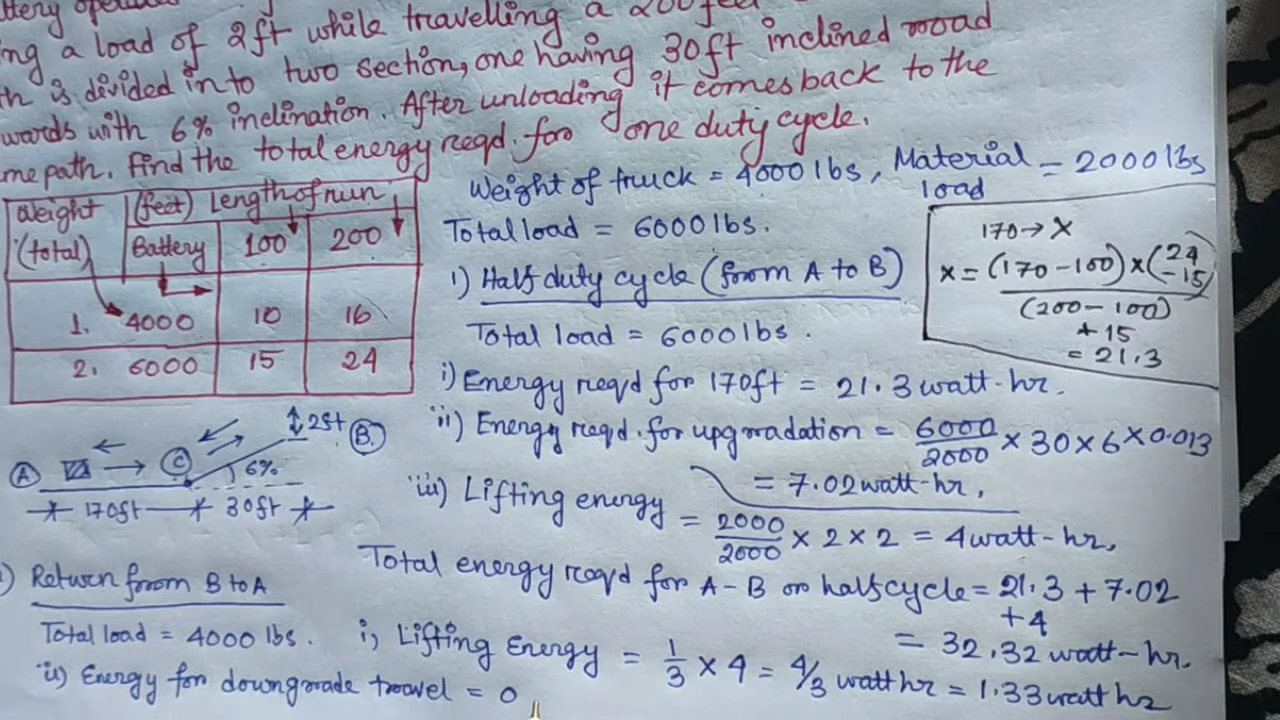 ttery opera
ing a load of 2ft while travelling a 200 feet
th is divided in to two section, one having 30ft inclined road
wards with 6% inclination. After unloading it comes back to the
me path. Find the total energy reqd. for one duty cycle.
Weight (total)
(feet) Length of run
Battery 100 200
1. 4000 10 16
2. 6000 15 24
Weight of truck = 4000 lbs, Material load = 2000 lbs
Total load = 6000 lbs.
1) Half duty cycle (from A to B)
Total load = 6000 lbs.
i) Energy reqd for 170ft = 21.3 watt-hr.
ii) Energy reqd. for upgradation = 6000/2000 × 30 × 6 × 0.013
= 7.02 watt-hr,
iii) Lifting energy
= 2000/2000 × 2 × 2 = 4 watt-hr,
Total energy reqd for A-B or half cycle = 21.3 + 7.02
+4
= 32.32 watt-hr.
170 → X
X = (170-100) × (24-15)
(200-100)
+ 15
= 21.3
2ft B
A C 6%
170ft 30ft
) Return from B to A
Total load = 4000 lbs. i, Lifting Energy = 1/3 × 4 = 4/3 watt hr = 1.33 watt hr
ii) Energy for downgrade travel = 0